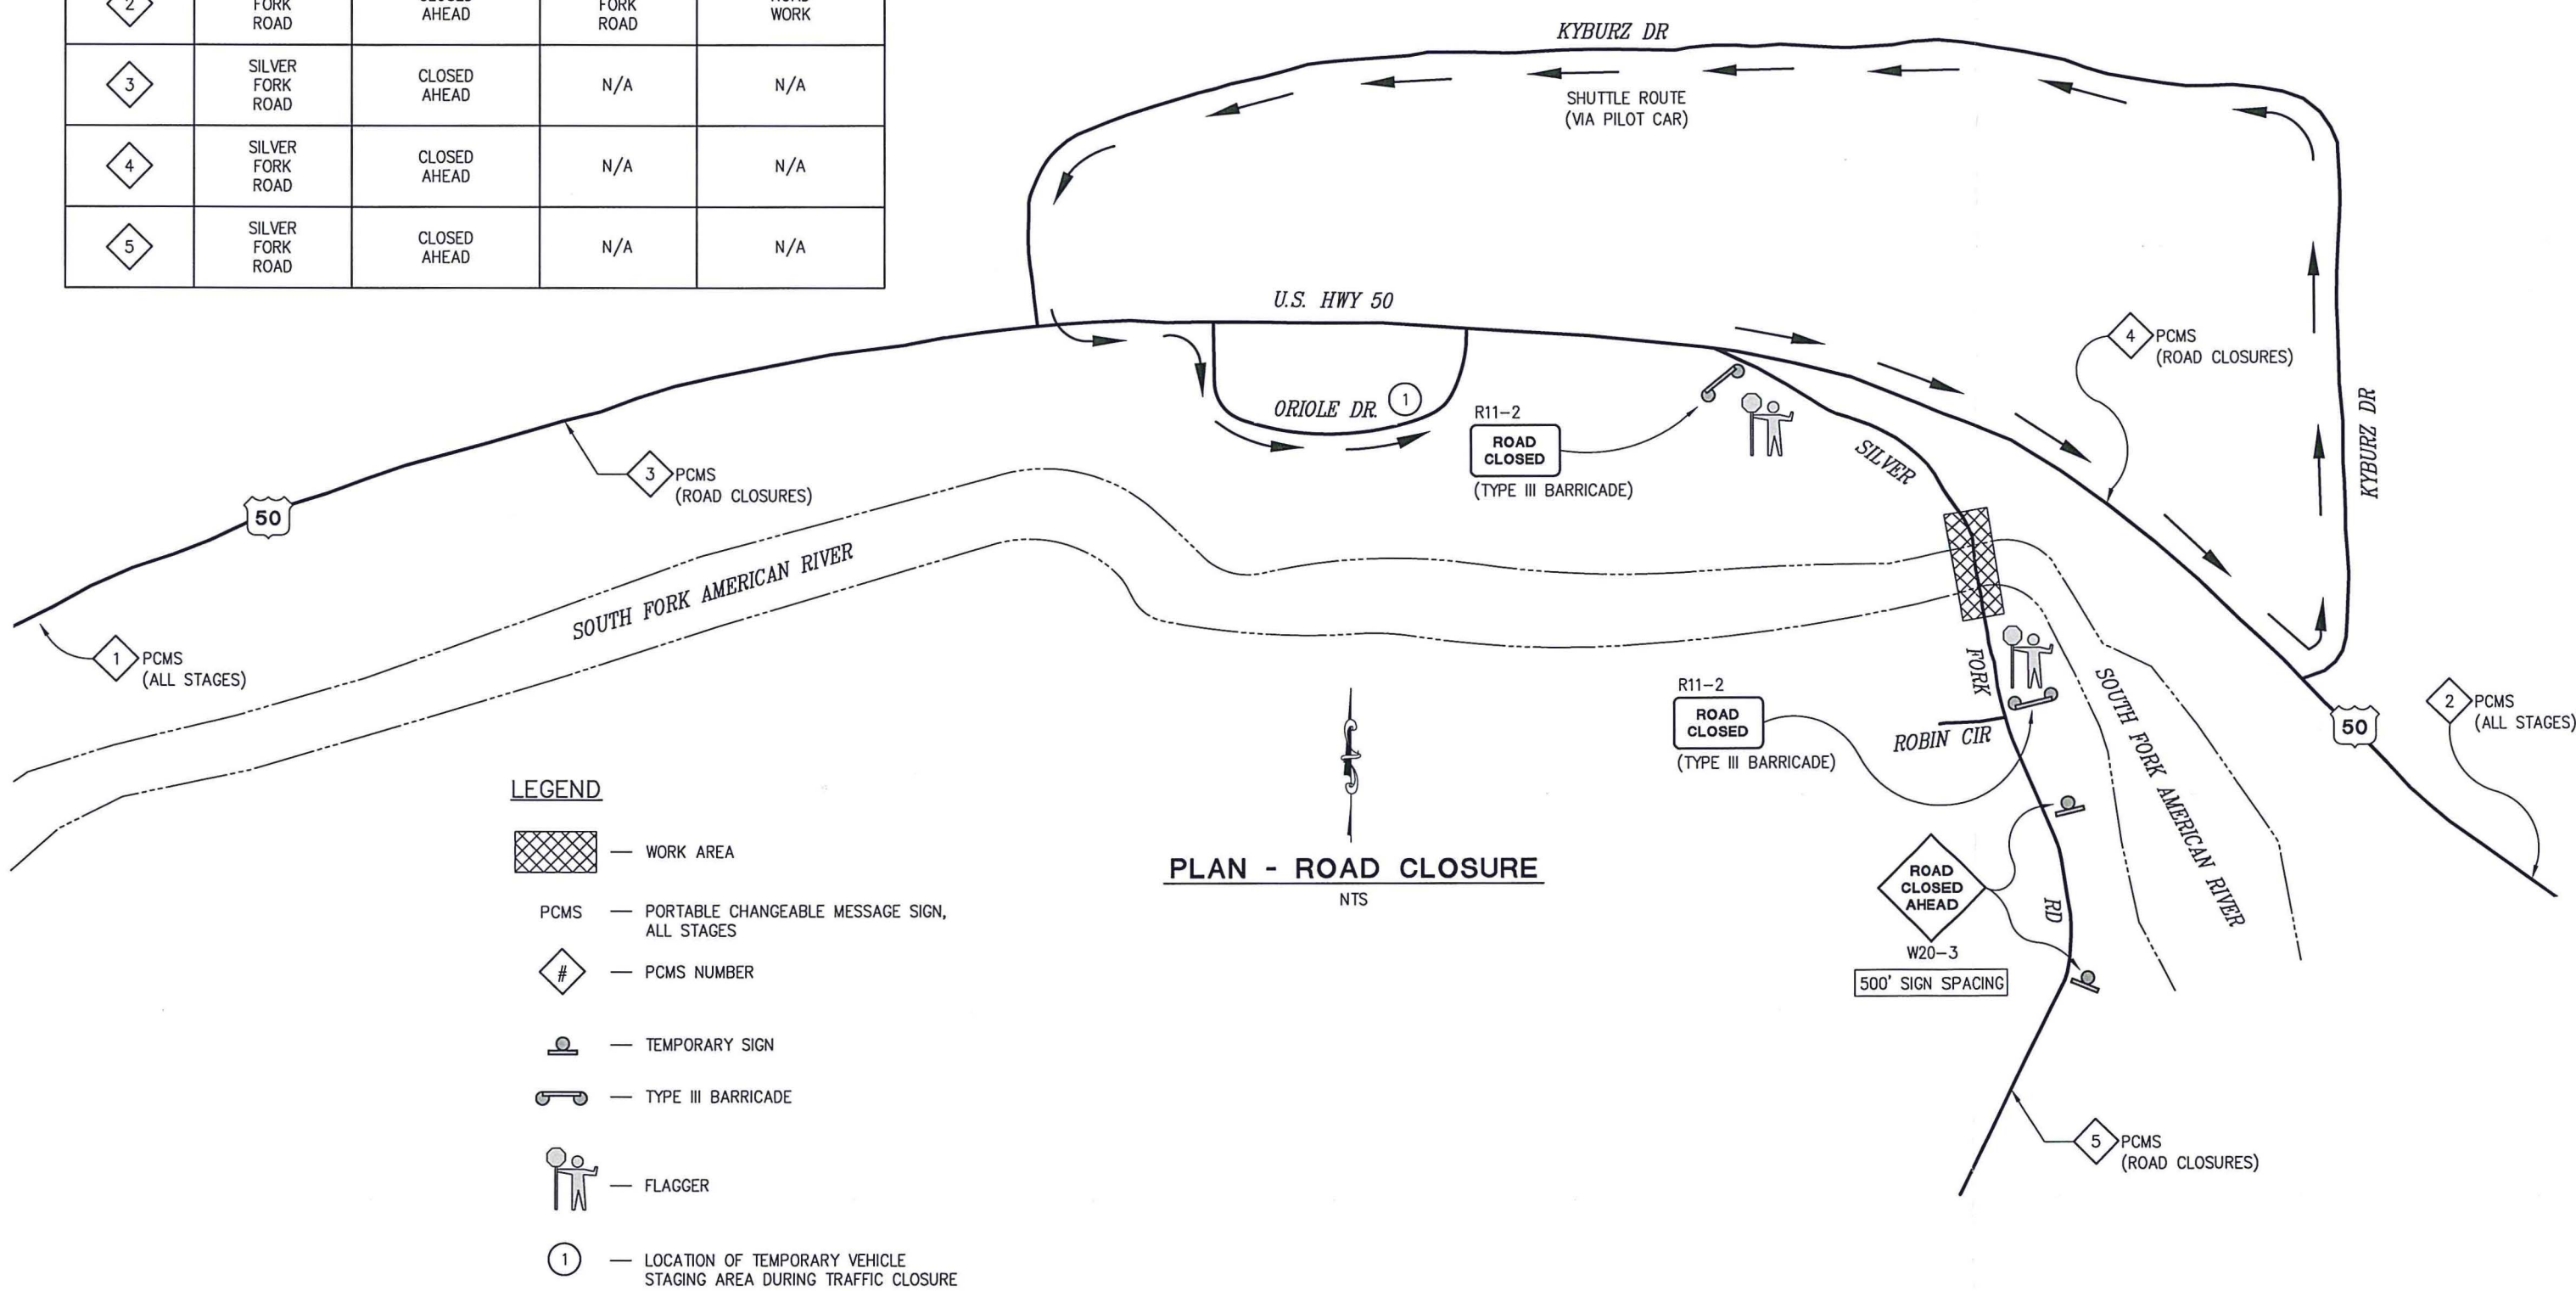 2
FORK
ROAD
AHEAD
FORK
ROAD
WORK
3
SILVER
FORK
ROAD
CLOSED
AHEAD
N/A
N/A
4
SILVER
FORK
ROAD
CLOSED
AHEAD
N/A
N/A
5
SILVER
FORK
ROAD
CLOSED
AHEAD
N/A
N/A
KYBURZ DR
SHUTTLE ROUTE
(VIA PILOT CAR)
U.S. HWY 50
4 PCMS
(ROAD CLOSURES)
KYBURZ DR
ORIOLE DR.
1
R11-2
ROAD
CLOSED
(TYPE III BARRICADE)
SILVER
FORK
RD
3 PCMS
(ROAD CLOSURES)
50
SOUTH FORK AMERICAN RIVER
1 PCMS
(ALL STAGES)
R11-2
ROAD
CLOSED
(TYPE III BARRICADE)
ROBIN CIR
SOUTH FORK AMERICAN RIVER
50
2 PCMS
(ALL STAGES)
ROAD
CLOSED
AHEAD
W20-3
500' SIGN SPACING
5 PCMS
(ROAD CLOSURES)
PLAN - ROAD CLOSURE
NTS
LEGEND
— WORK AREA
PCMS — PORTABLE CHANGEABLE MESSAGE SIGN,
ALL STAGES
# — PCMS NUMBER
— TEMPORARY SIGN
— TYPE III BARRICADE
— FLAGGER
1 — LOCATION OF TEMPORARY VEHICLE
STAGING AREA DURING TRAFFIC CLOSURE